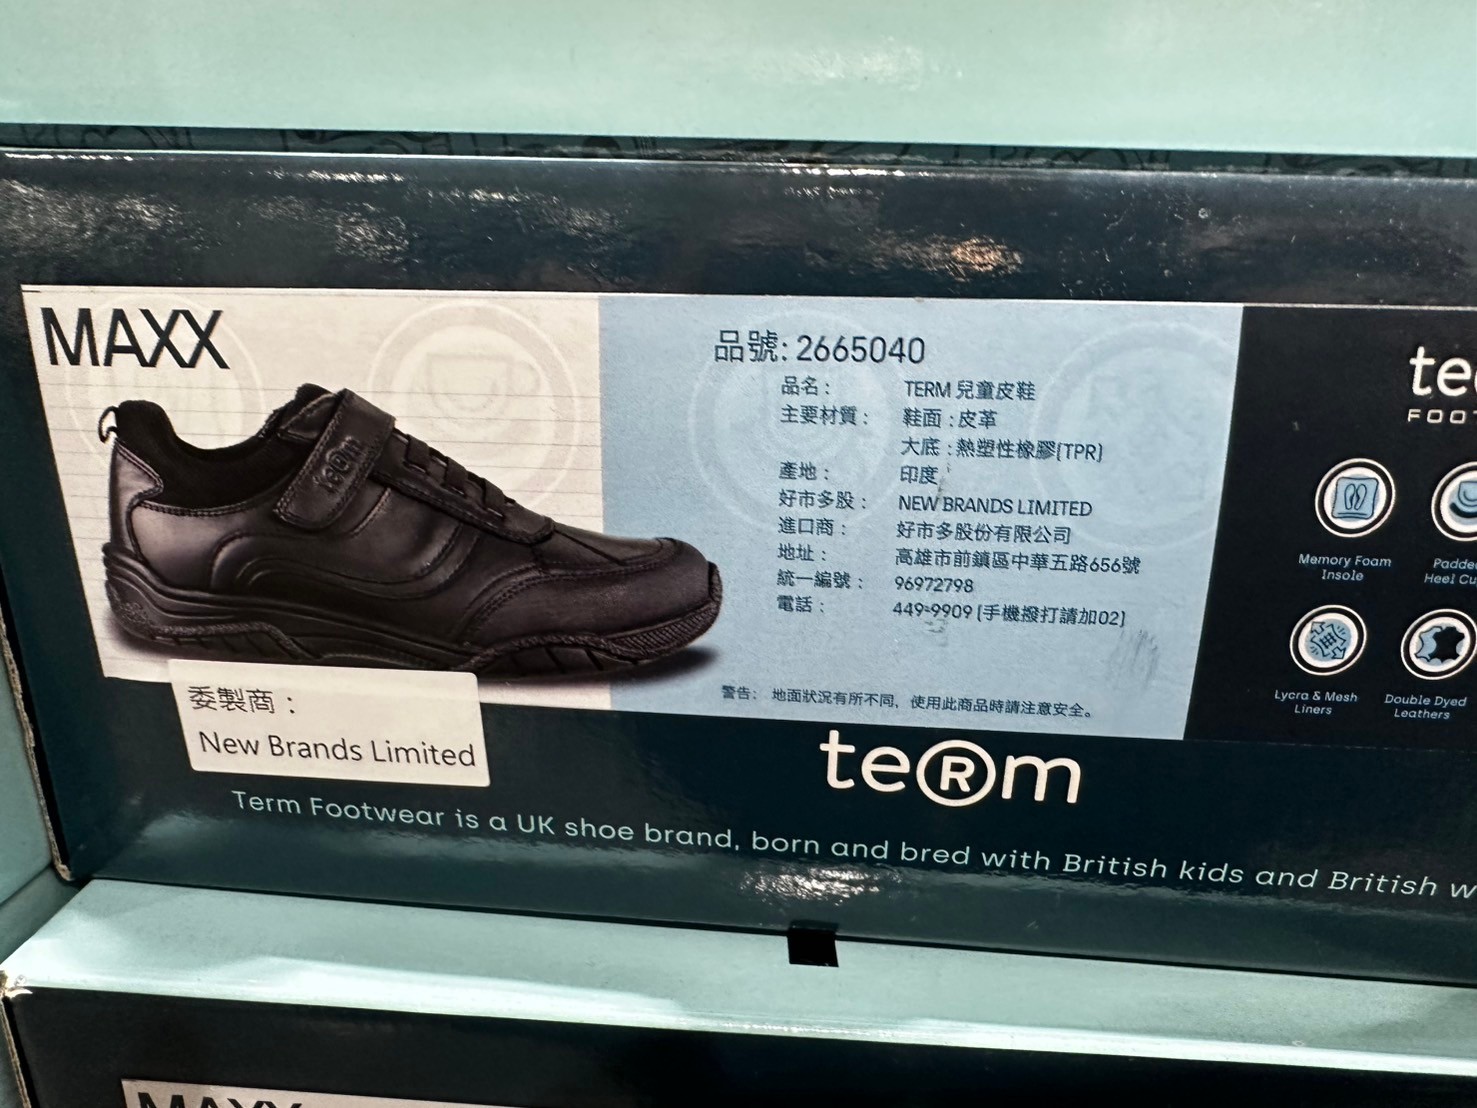 MAXX
term
品號: 2665040
品名： TERM 兒童皮鞋
主要材質： 鞋面 : 皮革
大底 : 熱塑性橡膠(TPR)
產地： 印度
好市多股： NEW BRANDS LIMITED
進口商： 好市多股份有限公司
地址： 高雄市前鎮區中華五路656號
統一編號： 96972798
電話： 449-9909 (手機撥打請加02)
警告： 地面狀況有所不同，使用此商品時請注意安全。
委製商：
New Brands Limited
te®m
Term Footwear is a UK shoe brand, born and bred with British kids and British w
te
FOO
Memory Foam
Insole
Padde
Heel Cu
Lycra & Mesh
Liners
Double Dyed
Leathers
MAXX